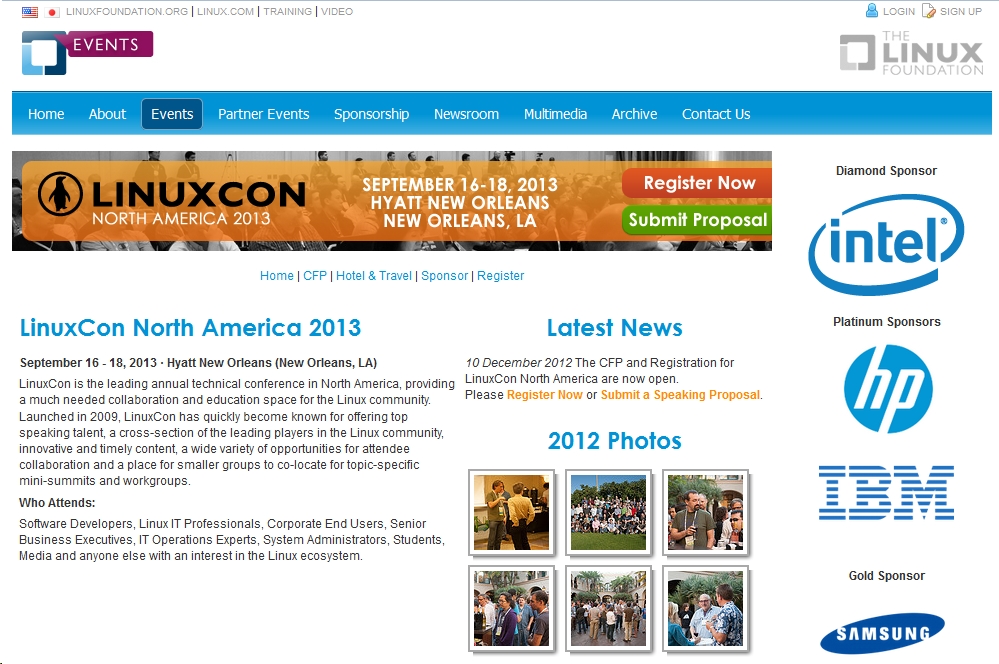 LINUXFOUNDATION.ORG | LINUX.COM | TRAINING | VIDEO
LOGIN SIGN UP
EVENTS
THE
LINUX
FOUNDATION
Home About Events Partner Events Sponsorship Newsroom Multimedia Archive Contact Us
LINUXCON
NORTH AMERICA 2013
SEPTEMBER 16-18, 2013
HYATT NEW ORLEANS
NEW ORLEANS, LA
Register Now
Submit Proposal
Home | CFP | Hotel & Travel | Sponsor | Register
LinuxCon North America 2013
September 16 - 18, 2013 · Hyatt New Orleans (New Orleans, LA)
LinuxCon is the leading annual technical conference in North America, providing
a much needed collaboration and education space for the Linux community.
Launched in 2009, LinuxCon has quickly become known for offering top
speaking talent, a cross-section of the leading players in the Linux community,
innovative and timely content, a wide variety of opportunities for attendee
collaboration and a place for smaller groups to co-locate for topic-specific
mini-summits and workgroups.
Who Attends:
Software Developers, Linux IT Professionals, Corporate End Users, Senior
Business Executives, IT Operations Experts, System Administrators, Students,
Media and anyone else with an interest in the Linux ecosystem.
Latest News
10 December 2012 The CFP and Registration for
LinuxCon North America are now open.
Please Register Now or Submit a Speaking Proposal.
2012 Photos
Diamond Sponsor
intel®
Platinum Sponsors
hp
IBM
Gold Sponsor
SAMSUNG